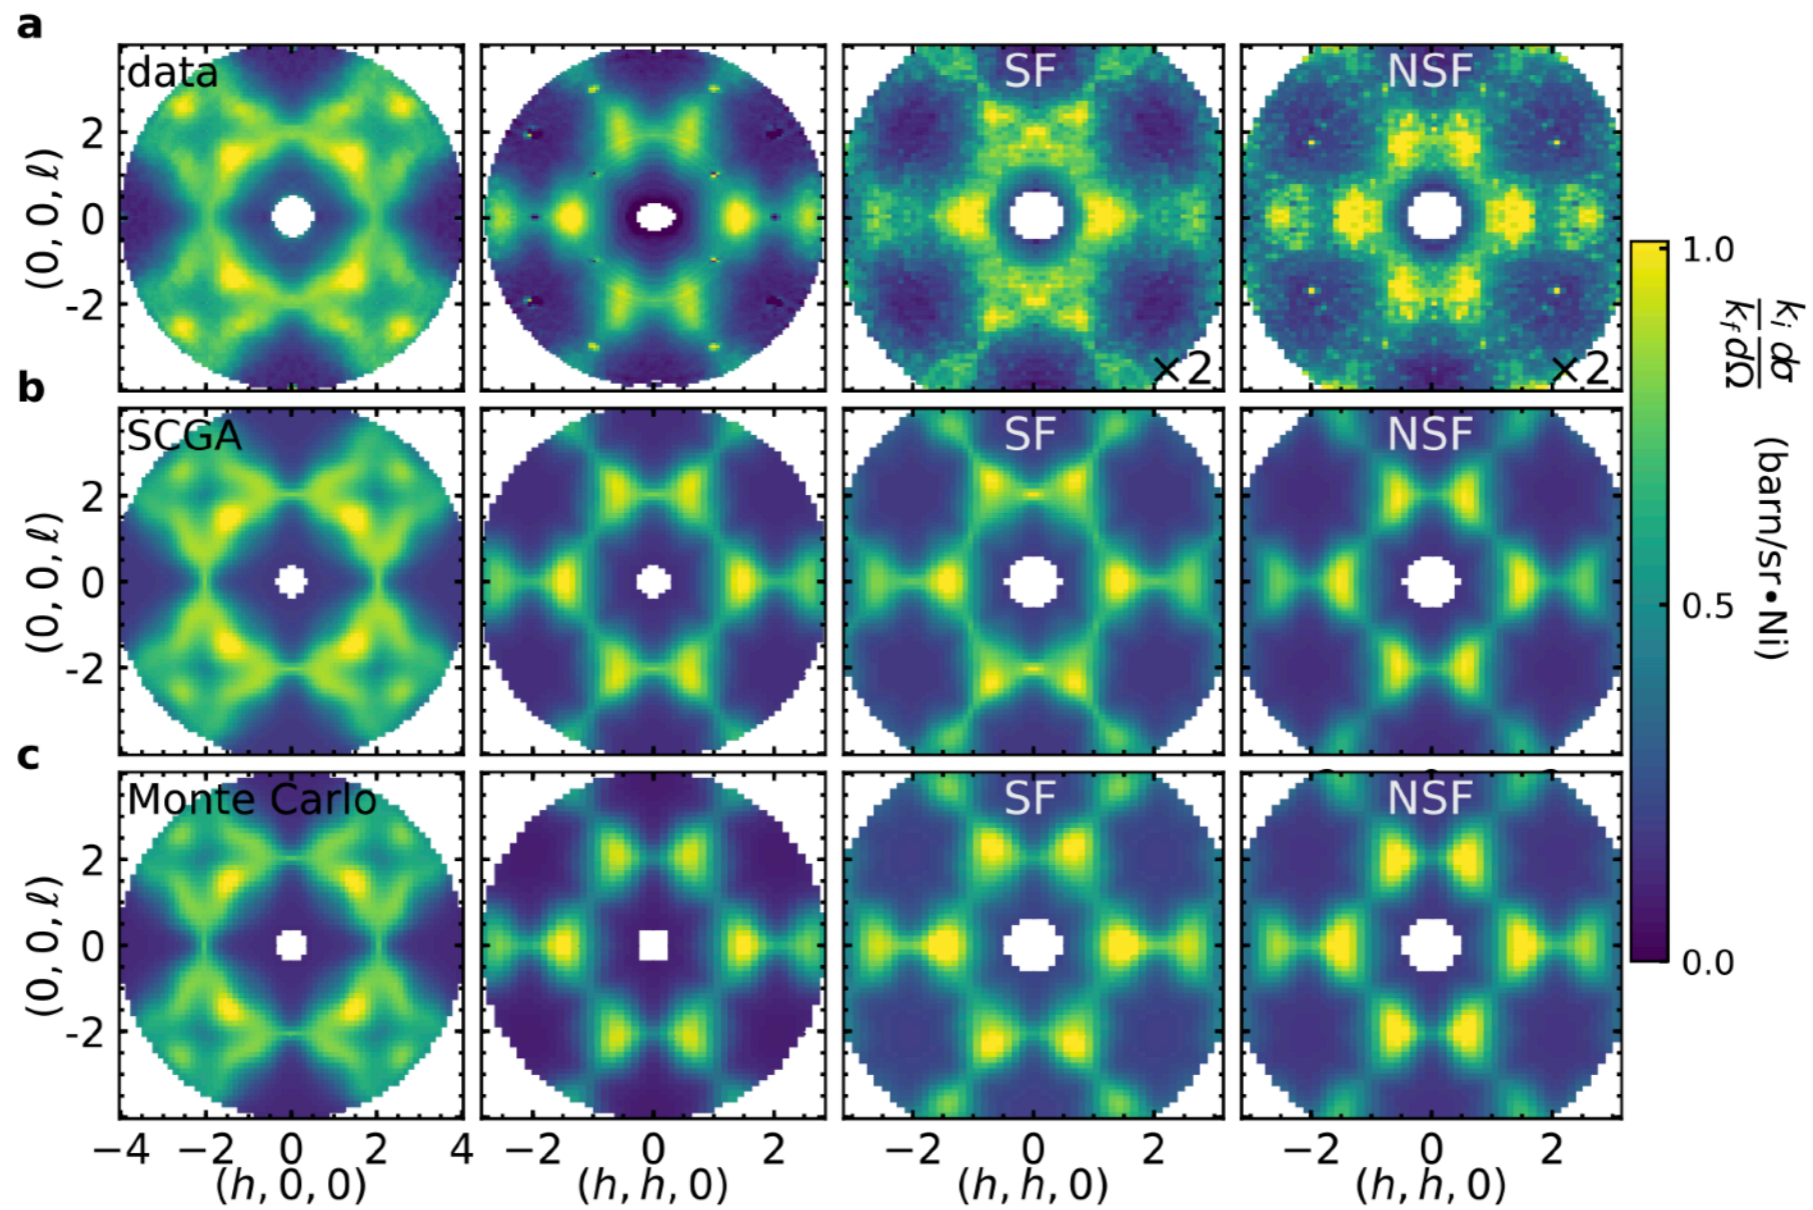 a
data
SF
NSF
(0, 0, ℓ)
2
0
-2
×2
×2
b
SCGA
SF
NSF
(0, 0, ℓ)
2
0
-2
c
Monte Carlo
SF
NSF
(0, 0, ℓ)
2
0
-2
−4 −2 0 2 4
−2 0 2
−2 0 2
−2 0 2
(h, 0, 0)
(h, h, 0)
(h, h, 0)
(h, h, 0)
1.0
0.5
0.0
k_i dσ / k_f dΩ (barn/sr•Ni)